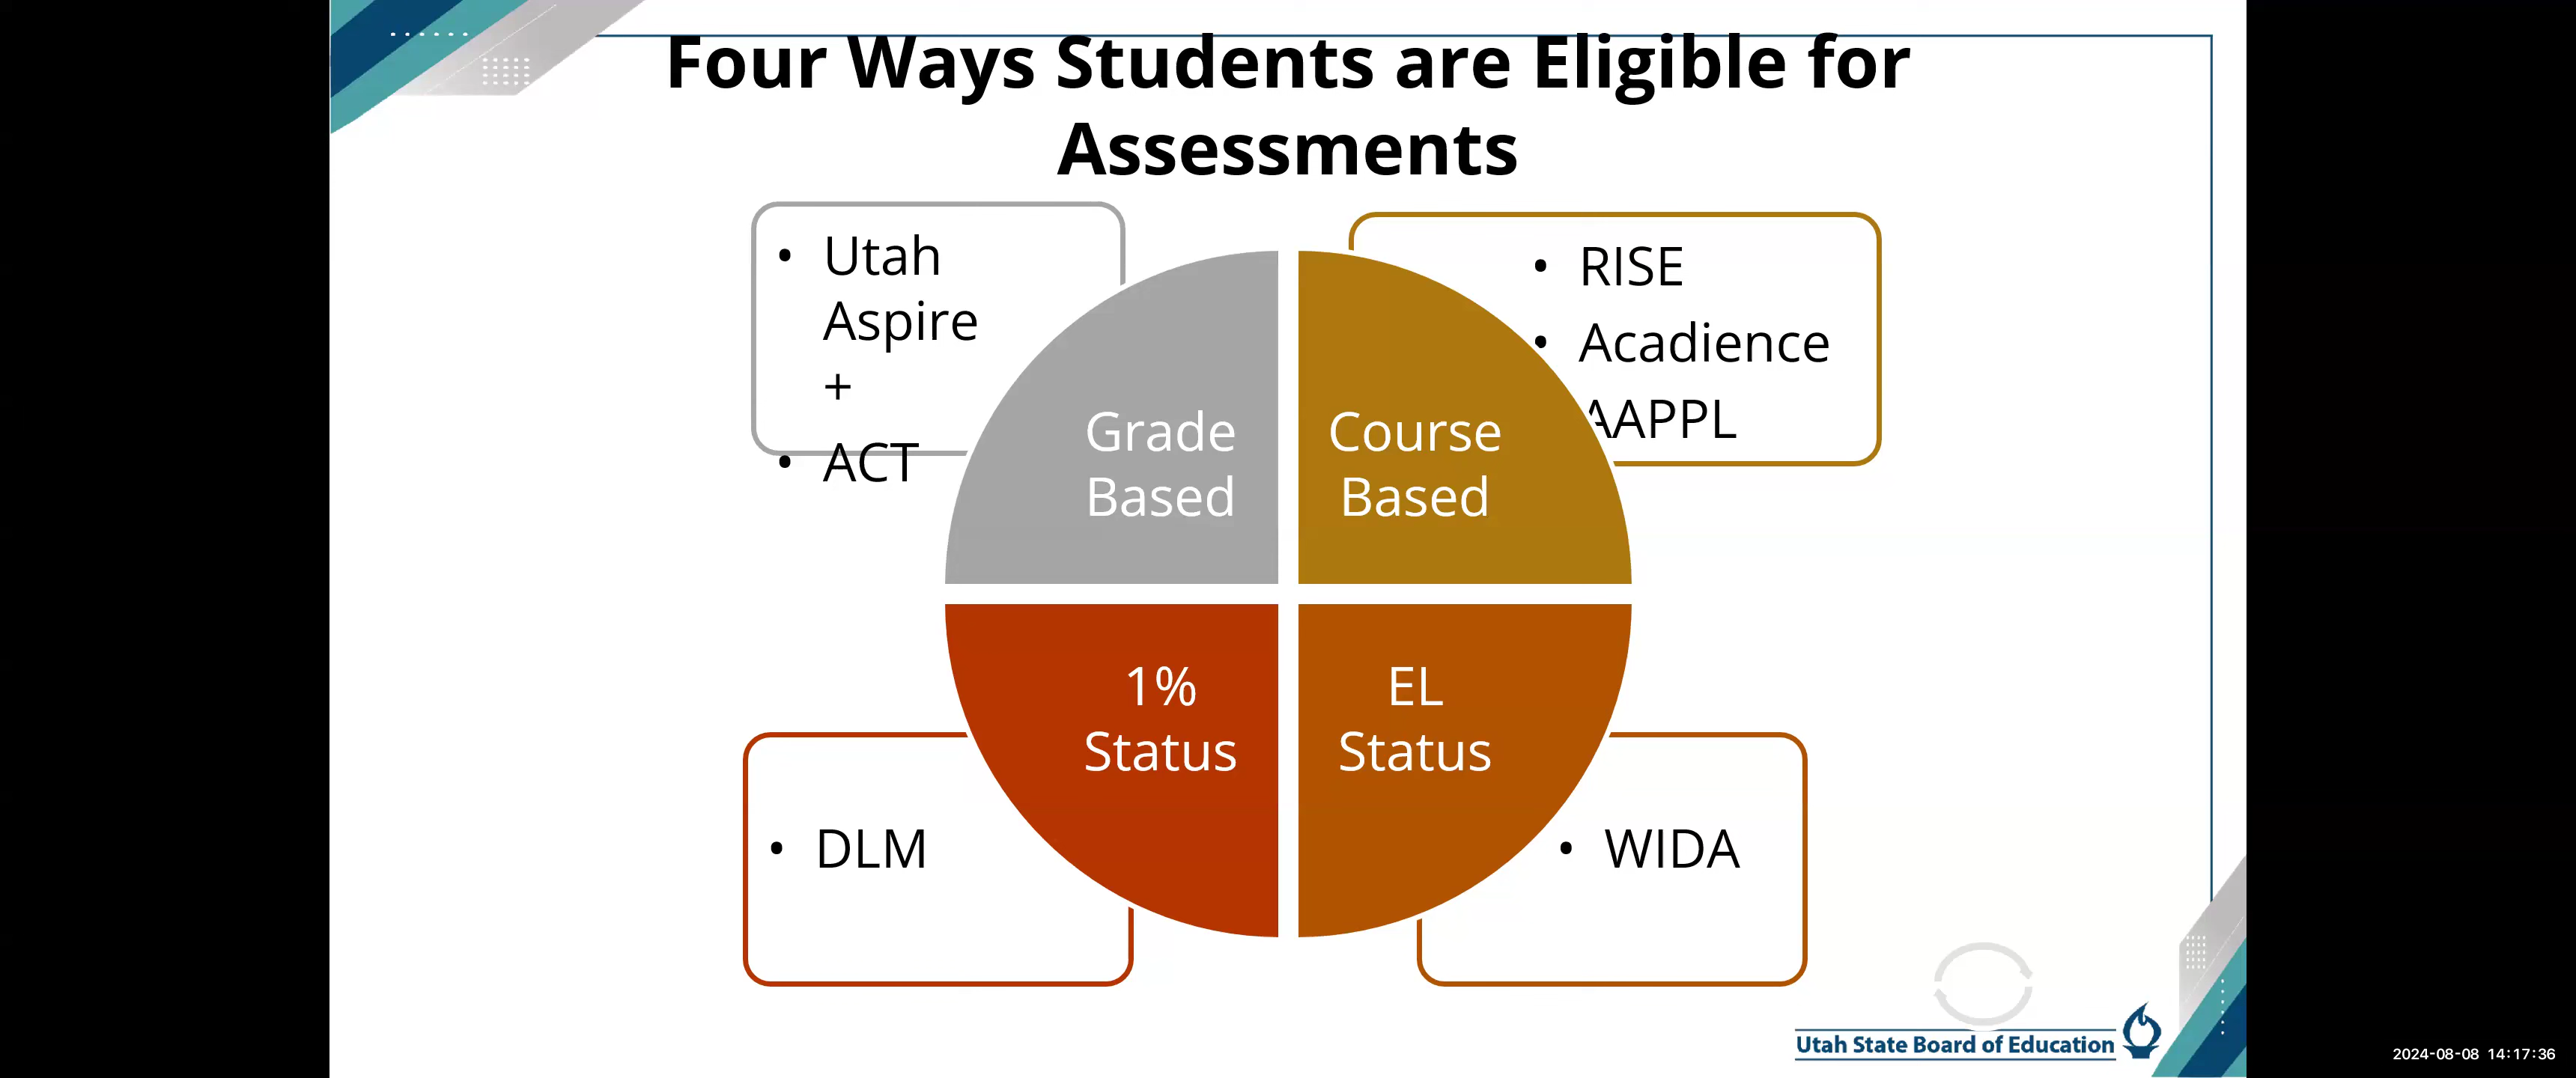 Four Ways Students are Eligible for
Assessments
• Utah
Aspire
+
• ACT
• RISE
• Acadience
AAPPL
Grade
Based
Course
Based
1%
Status
EL
Status
• DLM
• WIDA
Utah State Board of Education
2024-08-08 14:17:36